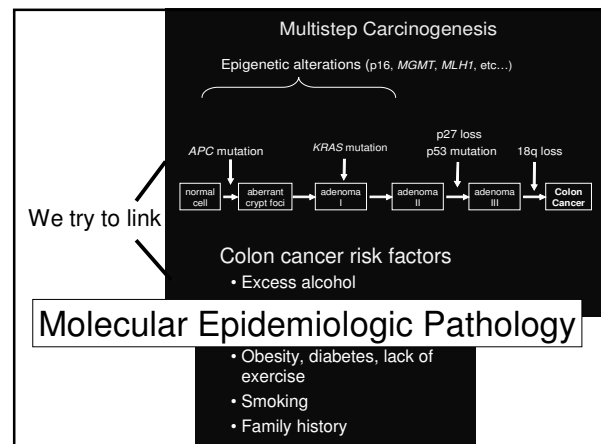 Multistep Carcinogenesis
Epigenetic alterations (p16, MGMT, MLH1, etc…)
p27 loss
APC mutation
KRAS mutation
p53 mutation
18q loss
normal
cell
aberrant
crypt foci
adenoma
I
adenoma
II
adenoma
III
Colon
Cancer
We try to link
Colon cancer risk factors
• Excess alcohol
Molecular Epidemiologic Pathology
• Obesity, diabetes, lack of
exercise
• Smoking
• Family history